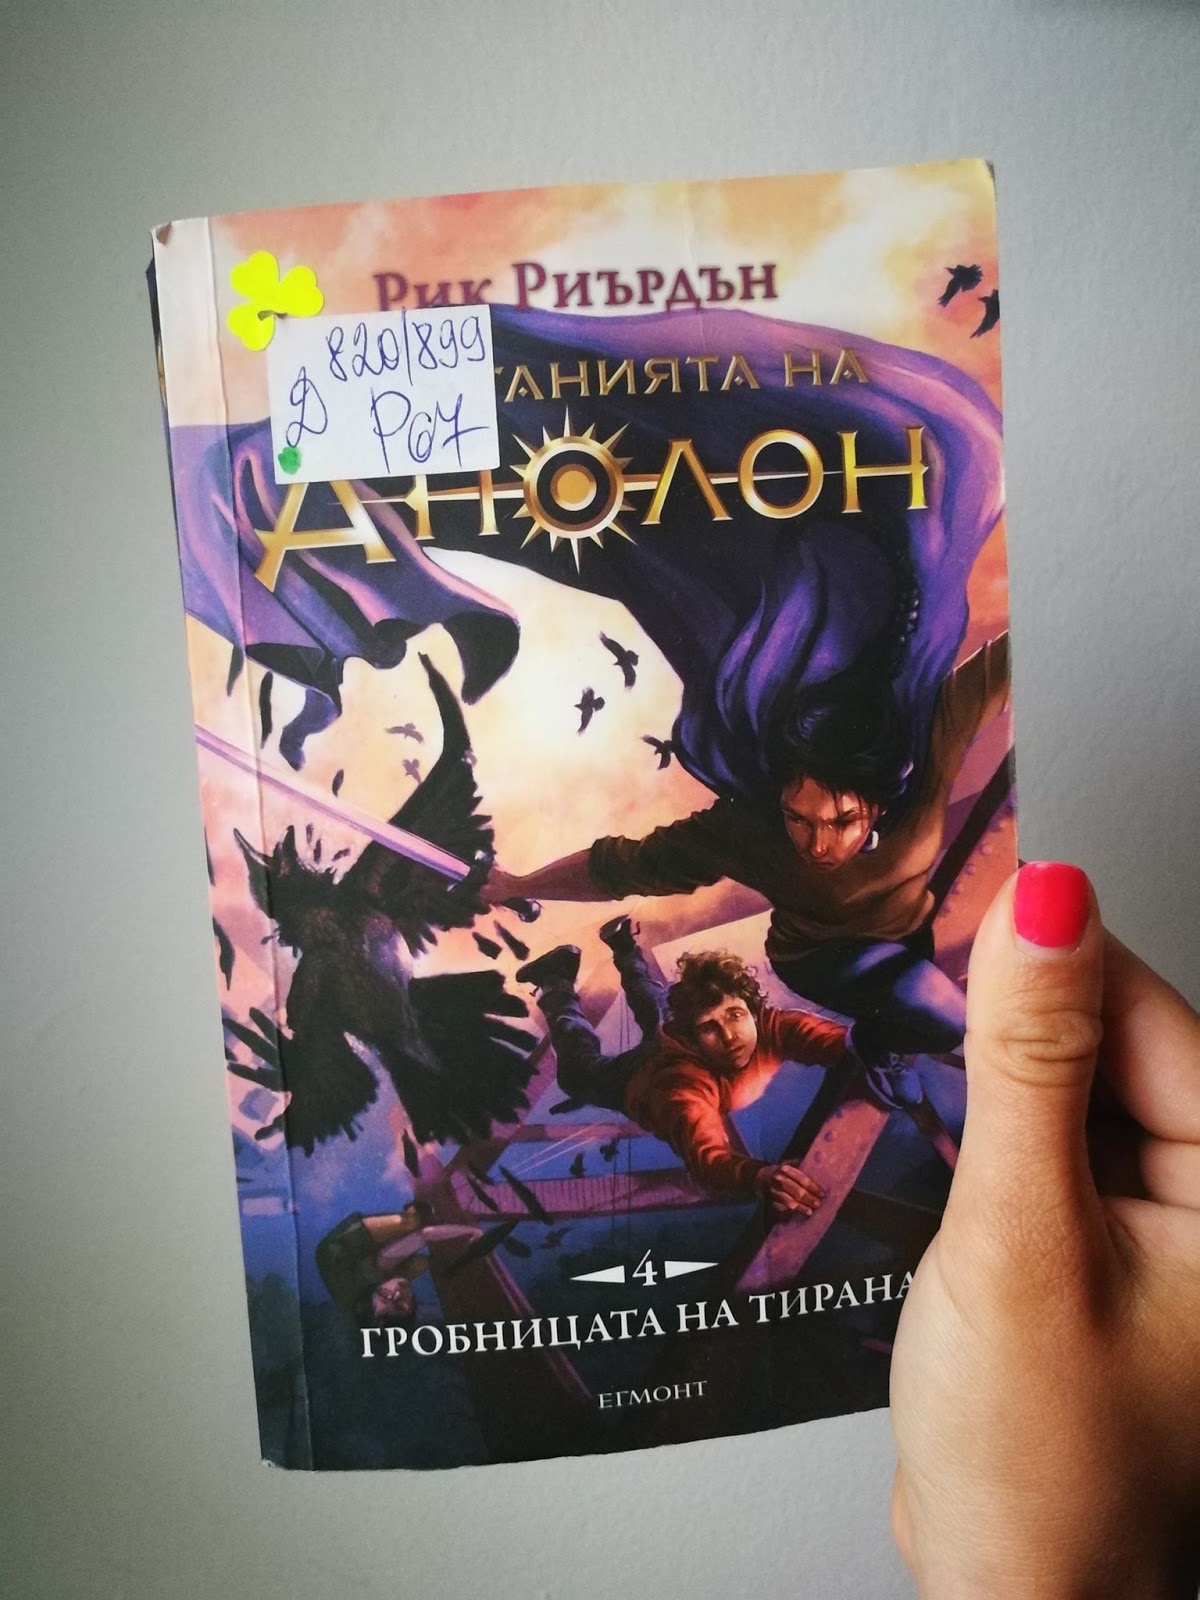 Рик Риърдън
Д 820/899
Р67
ТАНИЯТА НА
АПОЛОН
4
ГРОБНИЦАТА НА ТИРАНА
ЕГМОНТ